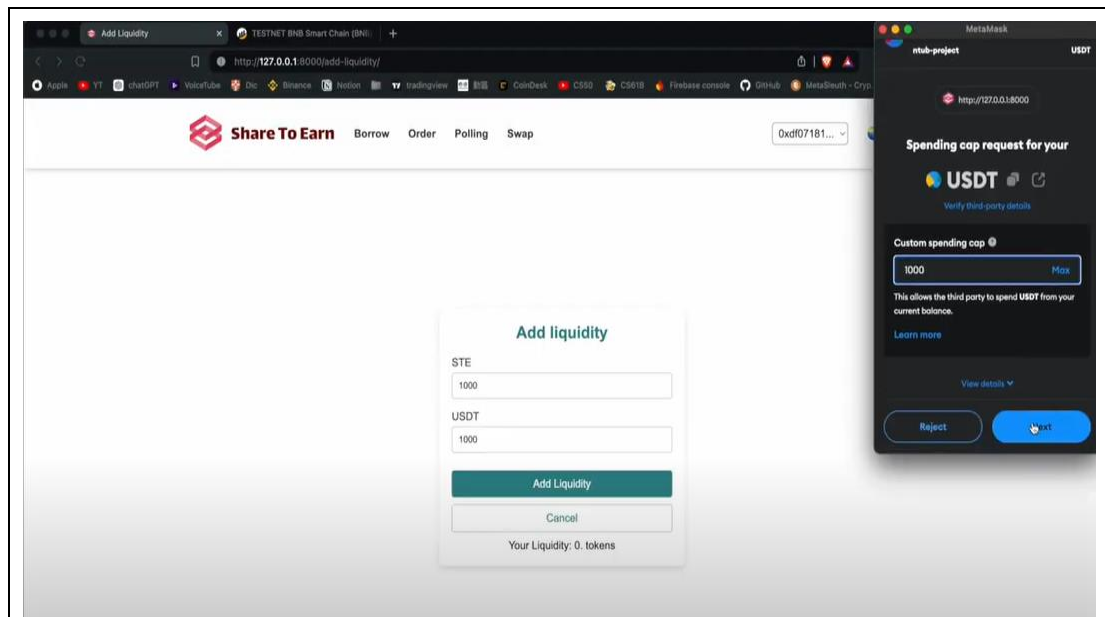 Add Liquidity
TESTNET BNB Smart Chain (BNB
http://127.0.0.1:8000/add-liquidity/
Apple YT chatGPT VoiceTube Dic Binance Notion tradingview CoinDesk CS50 CS61B Firebase console GitHub MetaSleuth - Cryp
Share To Earn Borrow Order Polling Swap
0xdf07181...
Add liquidity
STE
1000
USDT
1000
Add Liquidity
Cancel
Your Liquidity: 0. tokens
MetaMask
ntub-project USDT
http://127.0.0.1:8000
Spending cap request for your
USDT
Verify third-party details
Custom spending cap
1000 Max
This allows the third party to spend USDT from your
current balance.
Learn more
View details
Reject Next